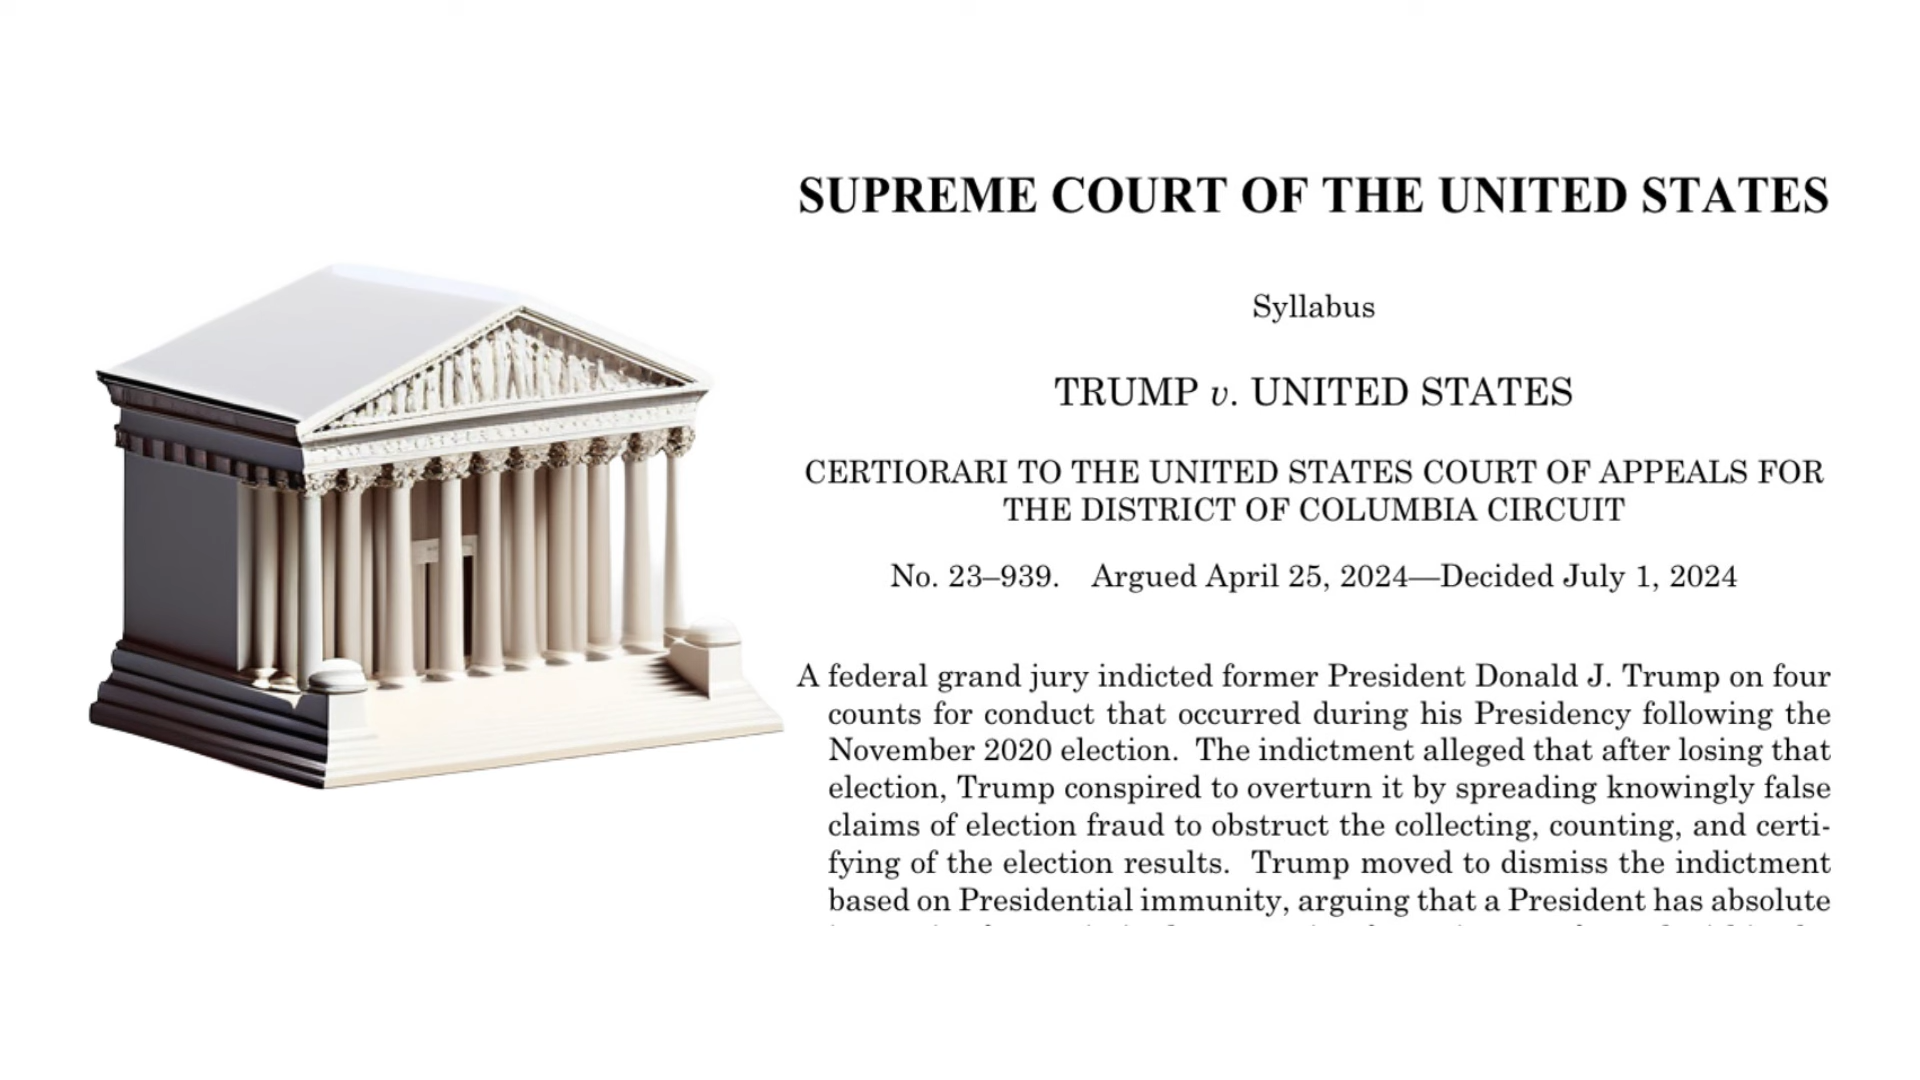 SUPREME COURT OF THE UNITED STATES
Syllabus
TRUMP v. UNITED STATES
CERTIORARI TO THE UNITED STATES COURT OF APPEALS FOR
THE DISTRICT OF COLUMBIA CIRCUIT
No. 23–939. Argued April 25, 2024—Decided July 1, 2024
A federal grand jury indicted former President Donald J. Trump on four
counts for conduct that occurred during his Presidency following the
November 2020 election. The indictment alleged that after losing that
election, Trump conspired to overturn it by spreading knowingly false
claims of election fraud to obstruct the collecting, counting, and certi-
fying of the election results. Trump moved to dismiss the indictment
based on Presidential immunity, arguing that a President has absolute